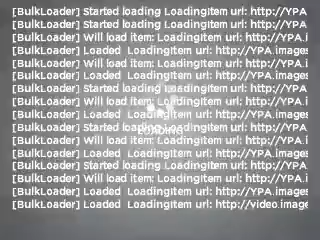 [BulkLoader] Started loading LoadingItem url: http://YPA
[BulkLoader] Started loading LoadingItem url: http://YPA
[BulkLoader] Will load item: LoadingItem url: http://YPA.i
[BulkLoader] Loaded LoadingItem url: http://YPA.images
[BulkLoader] Will load item: LoadingItem url: http://YPA.i
[BulkLoader] Loaded LoadingItem url: http://YPA.images
[BulkLoader] Started loading LoadingItem url: http://YPA
[BulkLoader] Will load item: LoadingItem url: http://YPA.i
[BulkLoader] Loaded LoadingItem url: http://YPA.images
[BulkLoader] Started loading LoadingItem url: http://YPA
LOADING
[BulkLoader] Will load item: LoadingItem url: http://YPA.i
[BulkLoader] Loaded LoadingItem url: http://YPA.images
[BulkLoader] Started loading LoadingItem url: http://YPA
[BulkLoader] Will load item: LoadingItem url: http://YPA.i
[BulkLoader] Loaded LoadingItem url: http://YPA.images
[BulkLoader] Loaded LoadingItem url: http://video.image